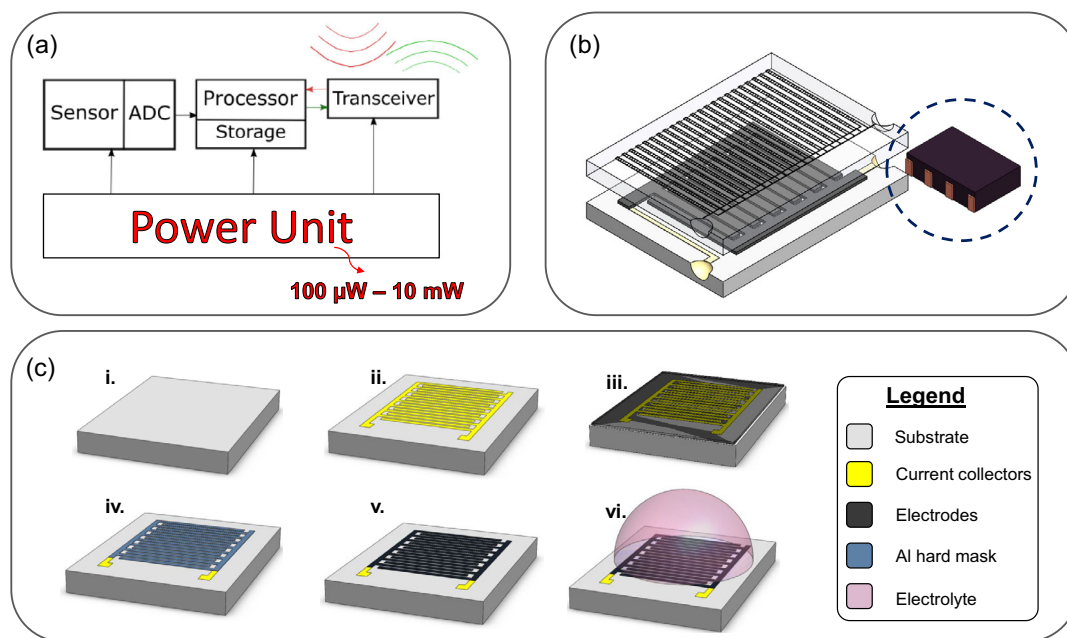 (a)
Sensor
ADC
Processor
Storage
Transceiver
Power Unit
100 µW – 10 mW
(b)
(c)
i.
ii.
iii.
iv.
v.
vi.
Legend
Substrate
Current collectors
Electrodes
Al hard mask
Electrolyte